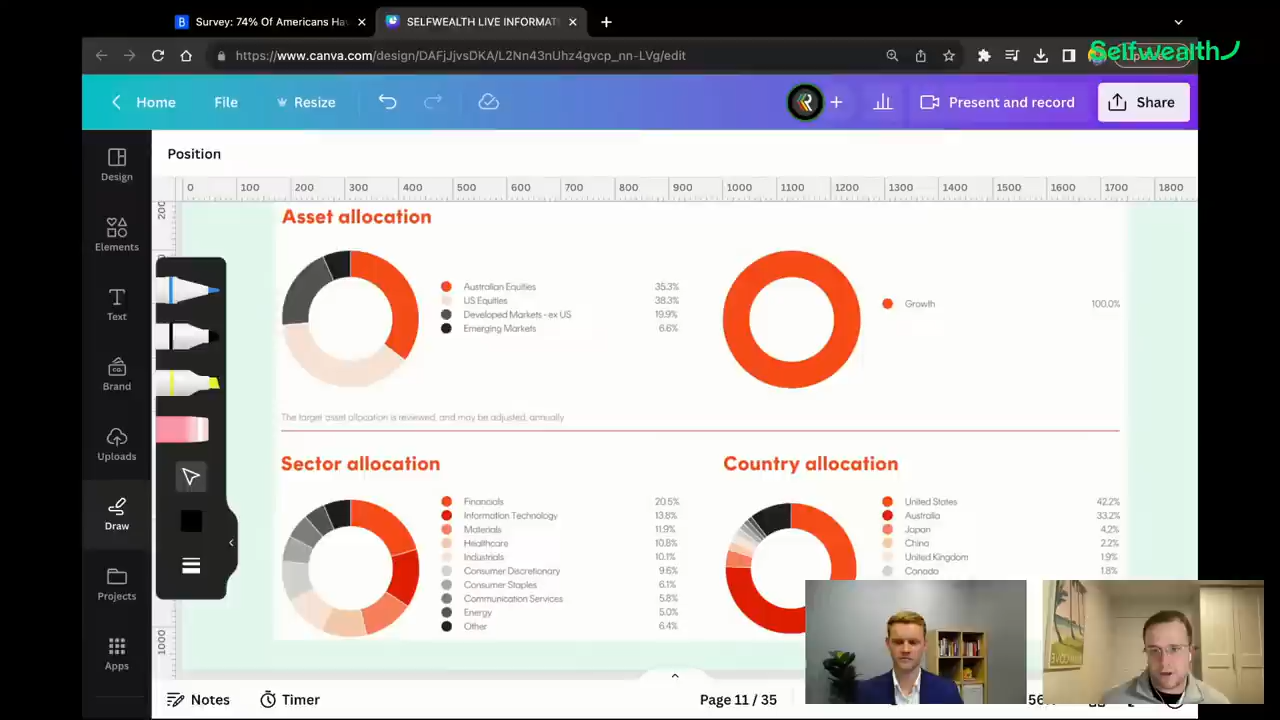 Survey: 74% Of Americans Ha
SELFWEALTH LIVE INFORMAT
https://www.canva.com/design/DAFjJjvsDKA/L2Nn43nUhz4gvcp_nn-LVg/edit
Selfwealth
Home File Resize Present and record Share
Position
Design
Elements
Text
Brand
Uploads
Draw
Projects
Apps
0 100 200 300 400 500 600 700 800 900 1000 1100 1200 1300 1400 1500 1600 1700 1800
200
1000
Asset allocation
Australian Equities 35.3%
US Equities 38.3%
Developed Markets - ex US 19.9%
Emerging Markets 6.6%
Growth 100.0%
The target asset allocation is reviewed, and may be adjusted, annually
Sector allocation
Financials 20.5%
Information Technology 13.8%
Materials 11.9%
Healthcare 10.8%
Industrials 10.1%
Consumer Discretionary 9.6%
Consumer Staples 6.1%
Communication Services 5.8%
Energy 5.0%
Other 6.4%
Country allocation
United States 42.2%
Australia 33.2%
Japan 4.2%
China 2.2%
United Kingdom 1.9%
Canada 1.8%
Notes Timer Page 11 / 35